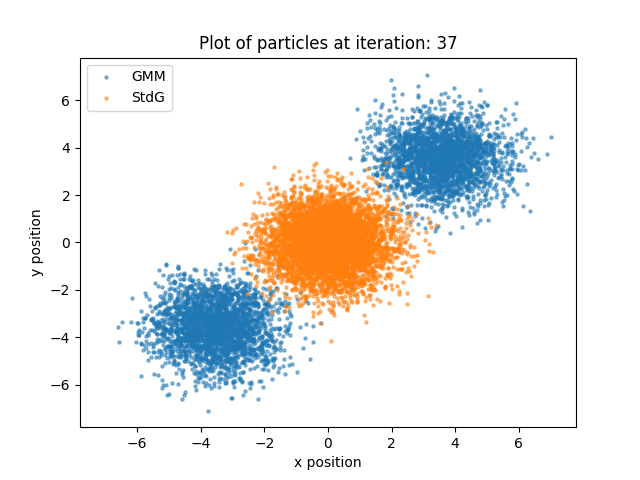 Plot of particles at iteration: 37
GMM
StdG
6
4
2
0
−2
−4
−6
y position
−6 −4 −2 0 2 4 6
x position